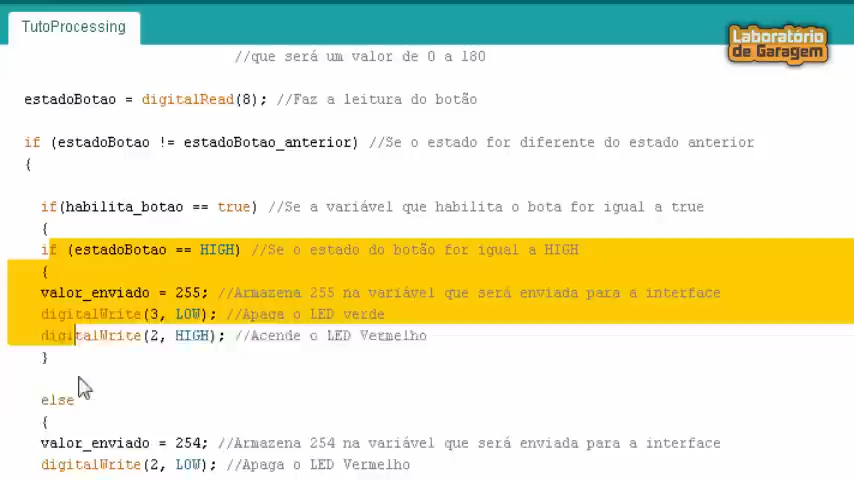 TutoProcessing
Laboratório
de Garagem
//que será um valor de 0 a 180
estadoBotao = digitalRead(8); //Faz a leitura do botão
if (estadoBotao != estadoBotao_anterior) //Se o estado for diferente do estado anterior
{
if(habilita_botao == true) //Se a variável que habilita o bota for igual a true
{
if (estadoBotao == HIGH) //Se o estado do botão for igual a HIGH
{
valor_enviado = 255; //Armazena 255 na variável que será enviada para a interface
digitalWrite(3, LOW); //Apaga o LED verde
digitalWrite(2, HIGH); //Acende o LED Vermelho
}
else
{
valor_enviado = 254; //Armazena 254 na variável que será enviada para a interface
digitalWrite(2, LOW); //Apaga o LED Vermelho